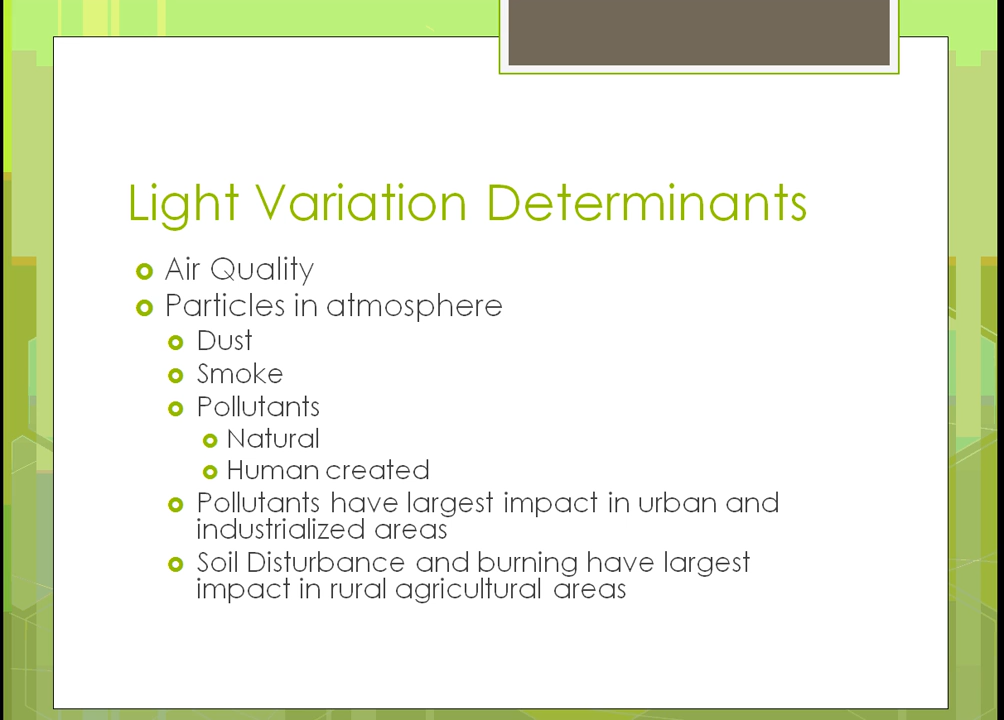 Light Variation Determinants
Air Quality
Particles in atmosphere
Dust
Smoke
Pollutants
Natural
Human created
Pollutants have largest impact in urban and
industrialized areas
Soil Disturbance and burning have largest
impact in rural agricultural areas